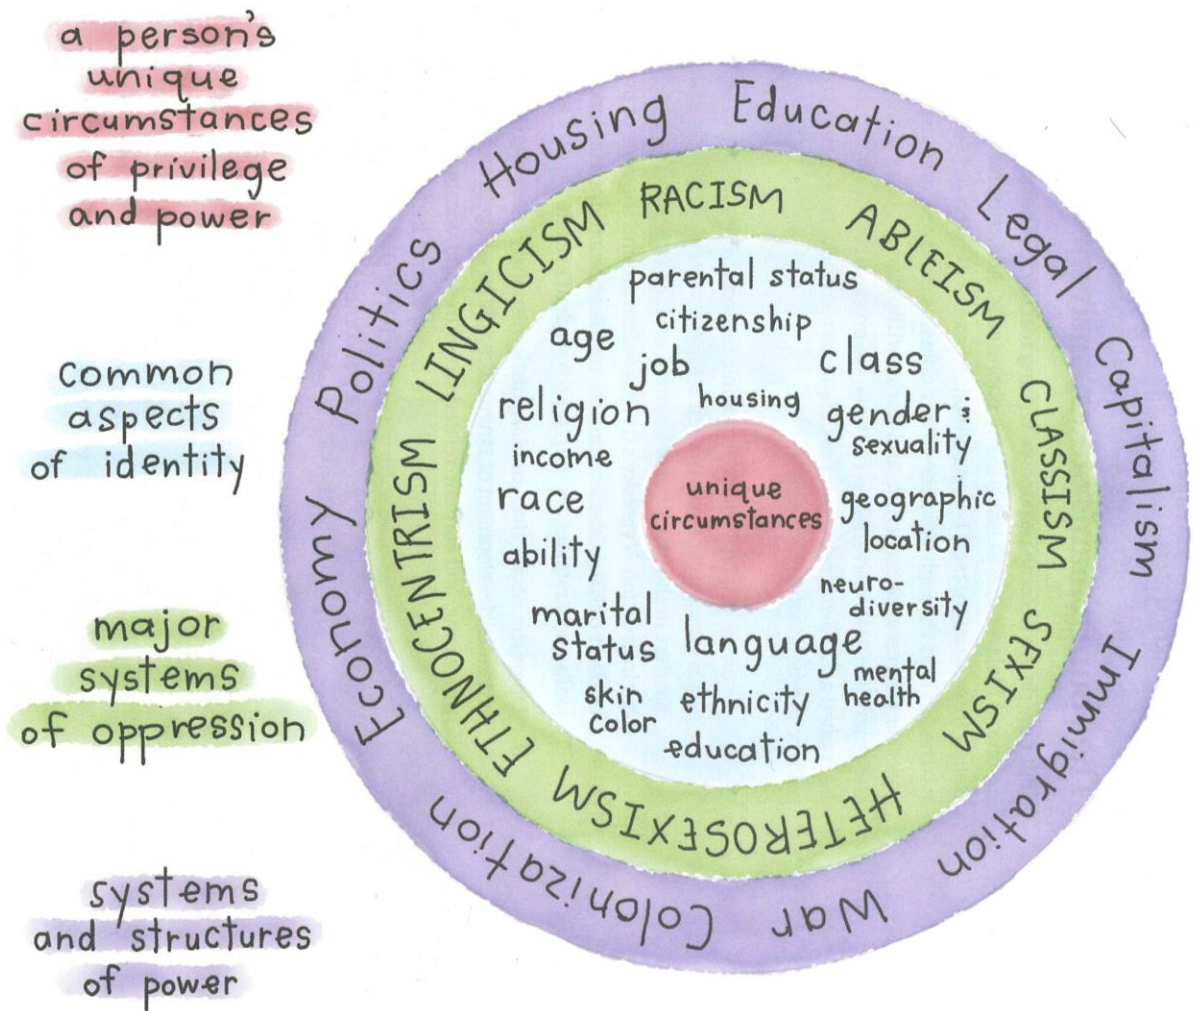 a person's
unique
circumstances
of privilege
and power
common
aspects
of identity
major
systems
of oppression
systems
and structures
of power
Housing
Education
Legal
Capitalism
Immigration
War
Colonization
Economy
Politics
RACISM
ABLEISM
CLASSISM
SEXISM
HETEROSEXISM
ETHNOCENTRISM
LINGICISM
parental status
citizenship
age
job
class
religion
housing
gender &
sexuality
income
race
unique
circumstances
geographic
location
ability
neuro-
diversity
marital
status
language
mental
health
skin
color
ethnicity
education